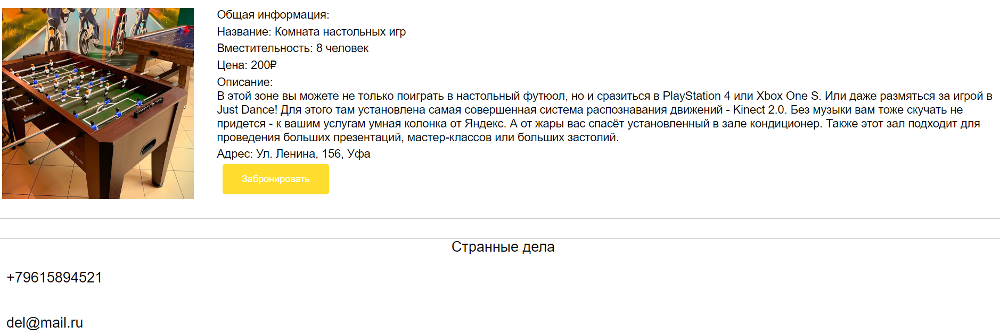 Общая информация:
Название: Комната настольных игр
Вместительность: 8 человек
Цена: 200₽
Описание:
В этой зоне вы можете не только поиграть в настольный футюол, но и сразиться в PlayStation 4 или Xbox One S. Или даже размяться за игрой в
Just Dance! Для этого там установлена самая совершенная система распознавания движений - Kinect 2.0. Без музыки вам тоже скучать не
придется - к вашим услугам умная колонка от Яндекс. А от жары вас спасёт установленный в зале кондиционер. Также этот зал подходит для
проведения больших презентаций, мастер-классов или больших застолий.
Адрес: Ул. Ленина, 156, Уфа
Забронировать
Странные дела
+79615894521
del@mail.ru